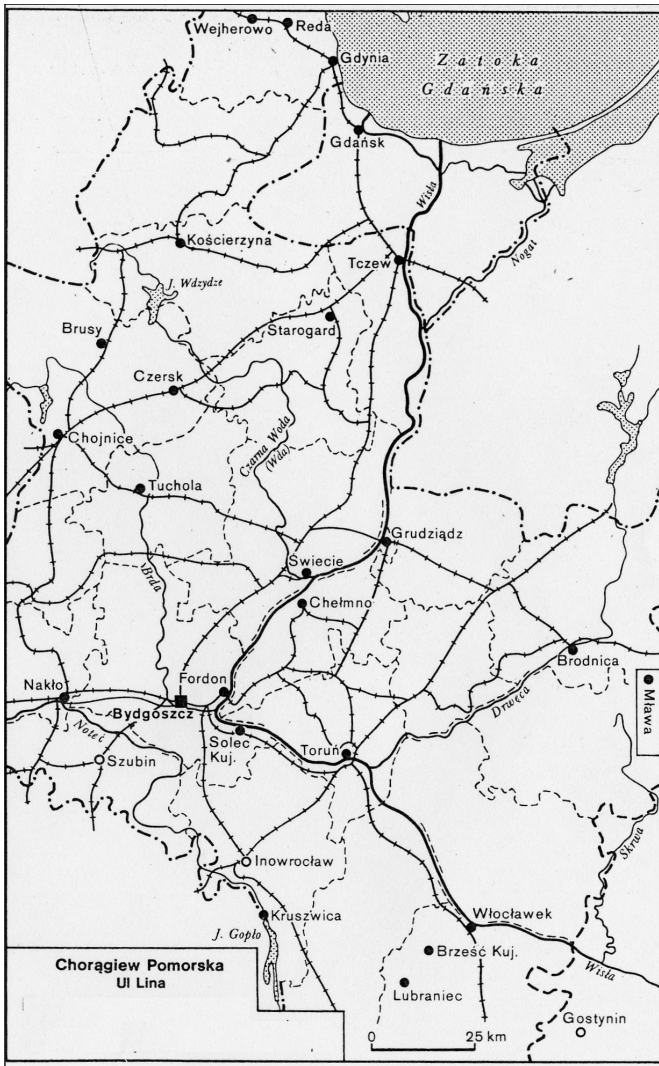 Wejherowo
Reda
Gdynia
Zatoka
Gdańska
Gdańsk
Wisła
Kościerzyna
Tczew
Nogat
J. Wdzydze
Starogard
Brusy
Czersk
Chojnice
Czarna Woda
(Wda)
Tuchola
Grudziądz
Świecie
Brda
Chełmno
Brodnica
Fordon
Nakło
Mława
Bydgoszcz
Drwęca
Noteć
Solec
Kuj.
Toruń
Szubin
Skrwa
Inowrocław
Kruszwica
J. Gopło
Włocławek
Brześć Kuj.
Wisła
Chorągiew Pomorska
Ul Lina
Lubraniec
Gostynin
0 25 km